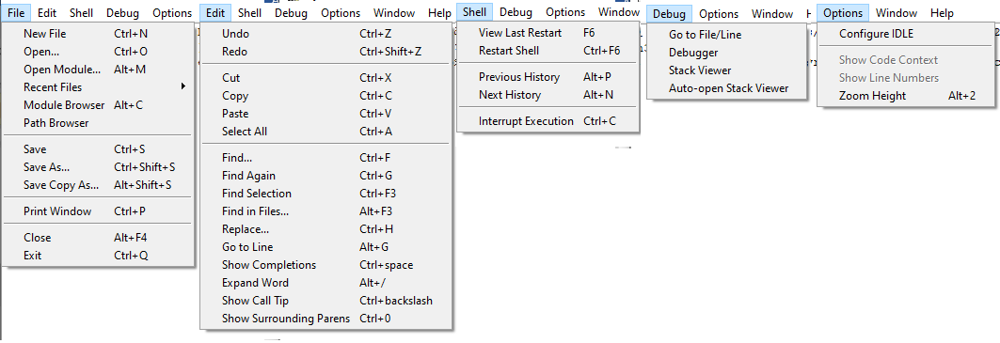 File Edit Shell Debug Options
New File Ctrl+N
Open... Ctrl+O
Open Module... Alt+M
Recent Files
Module Browser Alt+C
Path Browser
Save Ctrl+S
Save As... Ctrl+Shift+S
Save Copy As... Alt+Shift+S
Print Window Ctrl+P
Close Alt+F4
Exit Ctrl+Q
Edit Shell Debug Options Window Help
Undo Ctrl+Z
Redo Ctrl+Shift+Z
Cut Ctrl+X
Copy Ctrl+C
Paste Ctrl+V
Select All Ctrl+A
Find... Ctrl+F
Find Again Ctrl+G
Find Selection Ctrl+F3
Find in Files... Alt+F3
Replace... Ctrl+H
Go to Line Alt+G
Show Completions Ctrl+space
Expand Word Alt+/
Show Call Tip Ctrl+backslash
Show Surrounding Parens Ctrl+0
Shell Debug Options Window
View Last Restart F6
Restart Shell Ctrl+F6
Previous History Alt+P
Next History Alt+N
Interrupt Execution Ctrl+C
Debug Options Window
Go to File/Line
Debugger
Stack Viewer
Auto-open Stack Viewer
Options Window Help
Configure IDLE
Show Code Context
Show Line Numbers
Zoom Height Alt+2